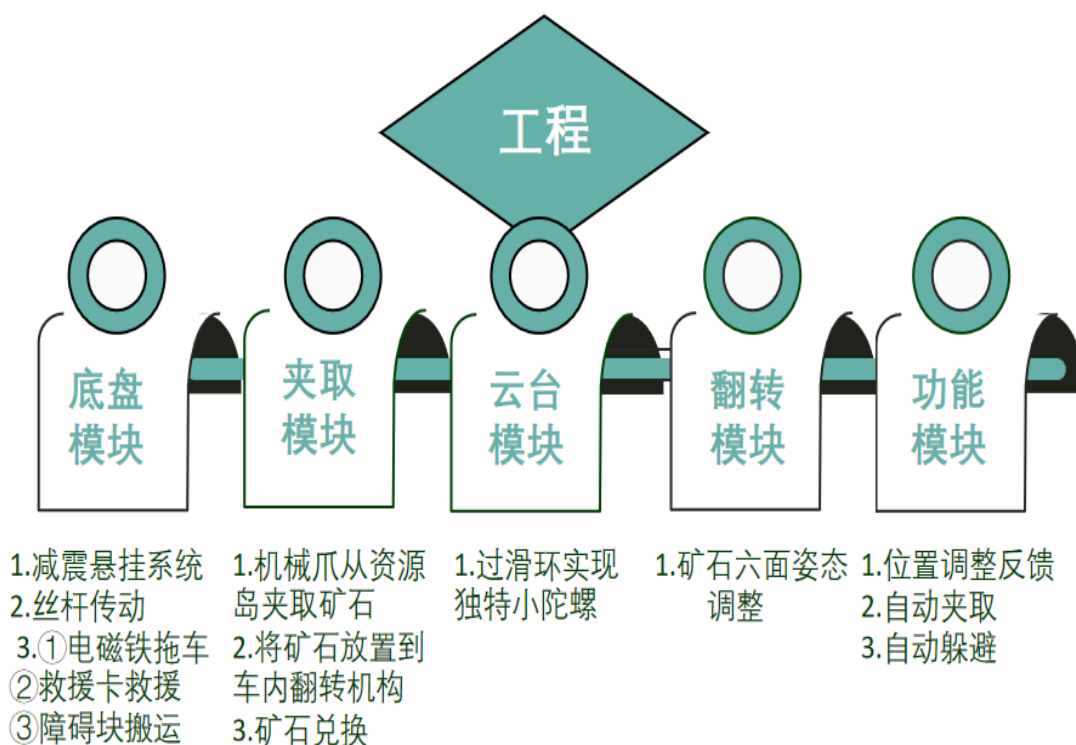 工程
底盘
模块
夹取
模块
云台
模块
翻转
模块
功能
模块
1.减震悬挂系统
2.丝杆传动
3.①电磁铁拖车
②救援卡救援
③障碍块搬运
1.机械爪从资源
岛夹取矿石
2.将矿石放置到
车内翻转机构
3.矿石兑换
1.过滑环实现
独特小陀螺
1.矿石六面姿态
调整
1.位置调整反馈
2.自动夹取
3.自动躲避